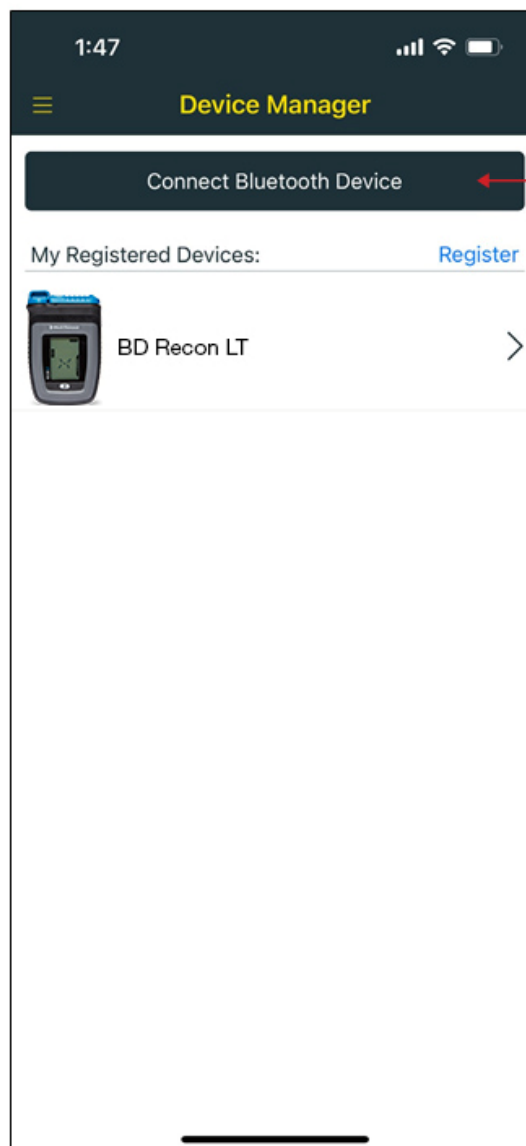 1:47
Device Manager
Connect Bluetooth Device
My Registered Devices:
Register
BD Recon LT